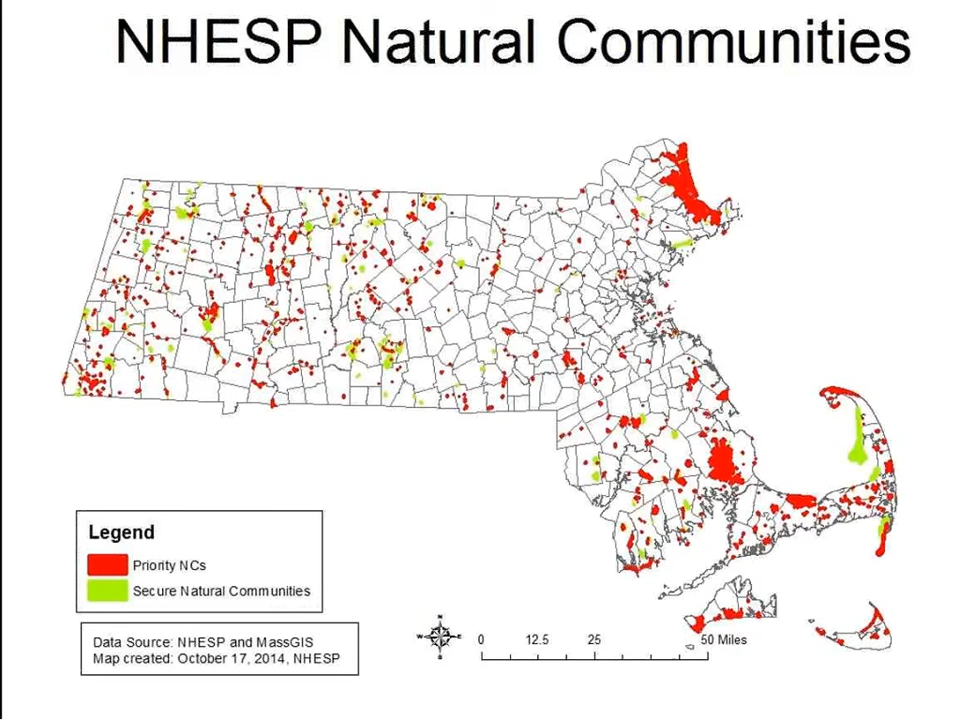 NHESP Natural Communities
Legend
Priority NCs
Secure Natural Communities
Data Source: NHESP and MassGIS
Map created: October 17, 2014, NHESP
N
W E
S
0 12.5 25 50 Miles